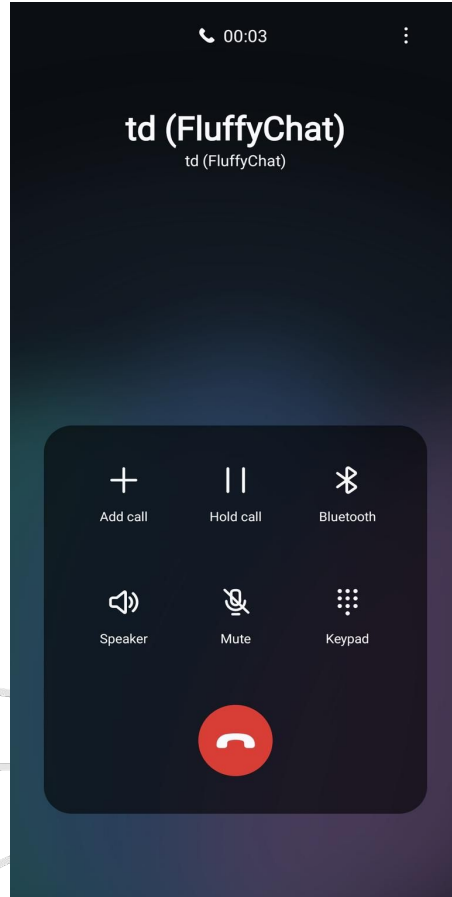 00:03
td (FluffyChat)
td (FluffyChat)
Add call Hold call Bluetooth
Speaker Mute Keypad